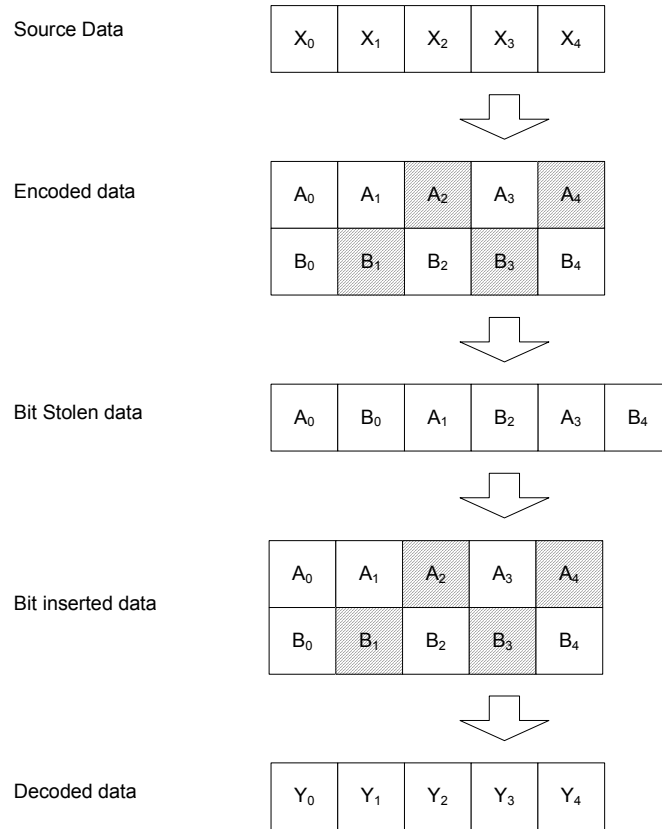 Source Data
X₀ X₁ X₂ X₃ X₄
Encoded data
A₀ A₁ A₂ A₃ A₄
B₀ B₁ B₂ B₃ B₄
Bit Stolen data
A₀ B₀ A₁ B₂ A₃ B₄
Bit inserted data
A₀ A₁ A₂ A₃ A₄
B₀ B₁ B₂ B₃ B₄
Decoded data
Y₀ Y₁ Y₂ Y₃ Y₄